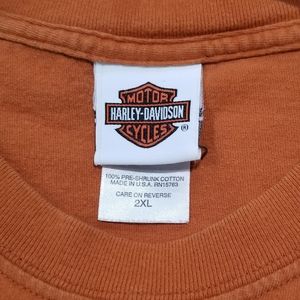 MOTOR
HARLEY-DAVIDSON
CYCLES
®
100% PRE-SHRUNK COTTON
MADE IN U.S.A. RN15763
CARE ON REVERSE
2XL